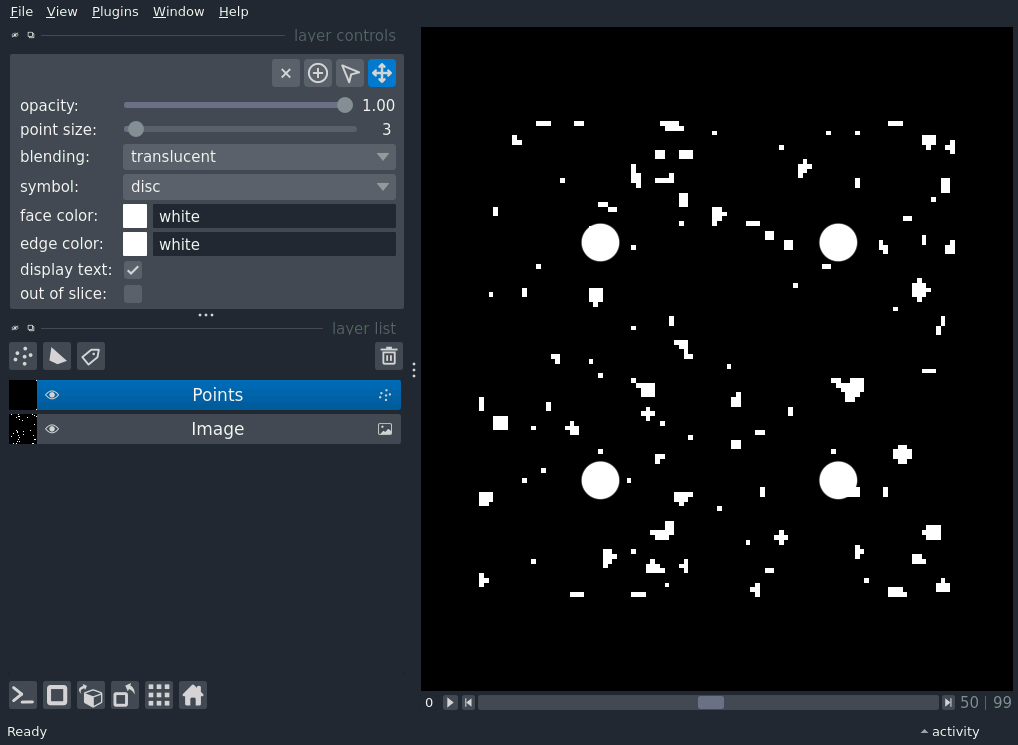 File View Plugins Window Help
layer controls
opacity: 1.00
point size: 3
blending: translucent
symbol: disc
face color: white
edge color: white
display text:
out of slice:
layer list
Points
Image
0 50 | 99
Ready activity